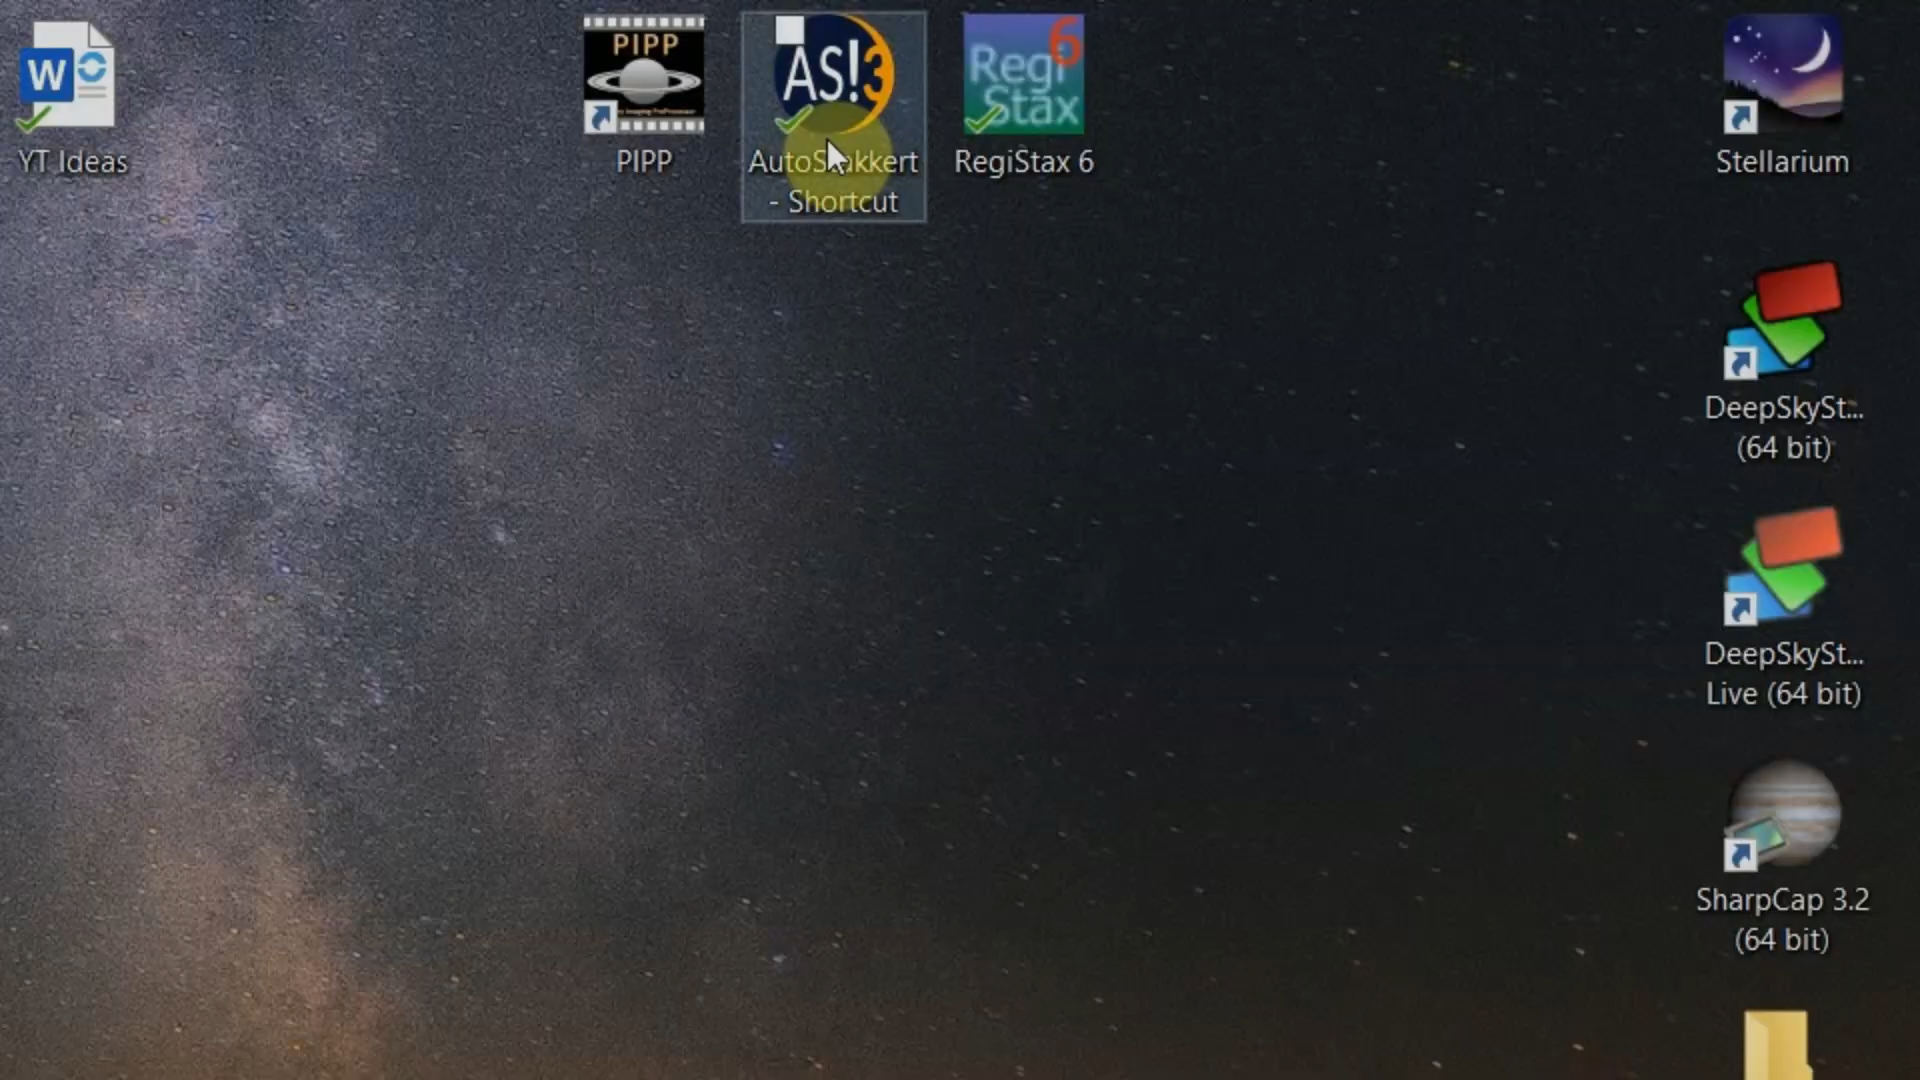 W
YT Ideas
PIPP
PIPP
AS!3
AutoStakkert
- Shortcut
6
Regi
Stax
RegiStax 6
Stellarium
DeepSkySt...
(64 bit)
DeepSkySt...
Live (64 bit)
SharpCap 3.2
(64 bit)